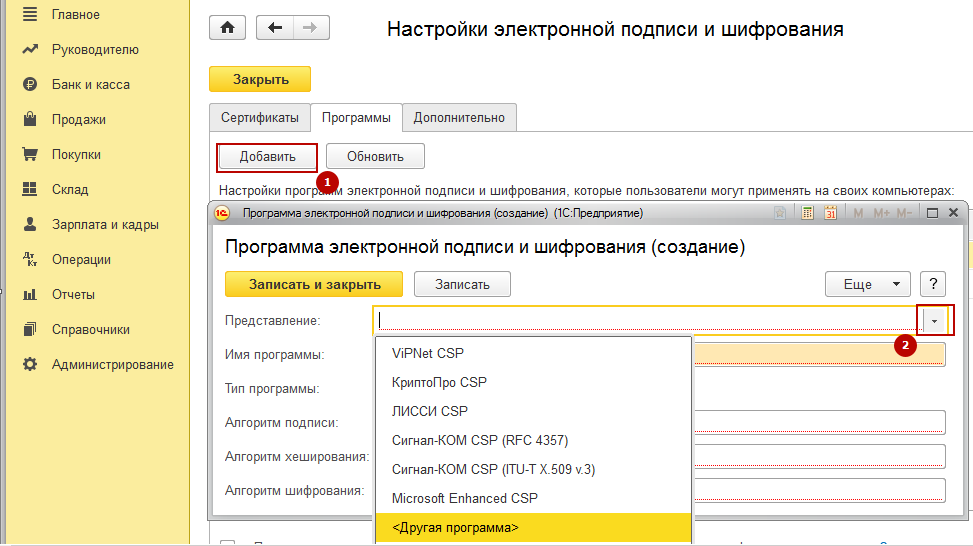 Главное
Руководителю
Банк и касса
Продажи
Покупки
Склад
Зарплата и кадры
Дт Кт Операции
Отчеты
Справочники
Администрирование
Настройки электронной подписи и шифрования
Закрыть
Сертификаты Программы Дополнительно
Добавить Обновить
1
Настройки программ электронной подписи и шифрования, которые пользователи могут применять на своих компьютерах:
1С Программа электронной подписи и шифрования (создание) (1С:Предприятие) 31 M M+ M-
Программа электронной подписи и шифрования (создание)
Записать и закрыть Записать Еще ?
Представление:
2
Имя программы:
Тип программы:
Алгоритм подписи:
Алгоритм хеширования:
Алгоритм шифрования:
ViPNet CSP
КриптоПро CSP
ЛИССИ CSP
Сигнал-КОМ CSP (RFC 4357)
Сигнал-КОМ CSP (ITU-T X.509 v.3)
Microsoft Enhanced CSP
<Другая программа>